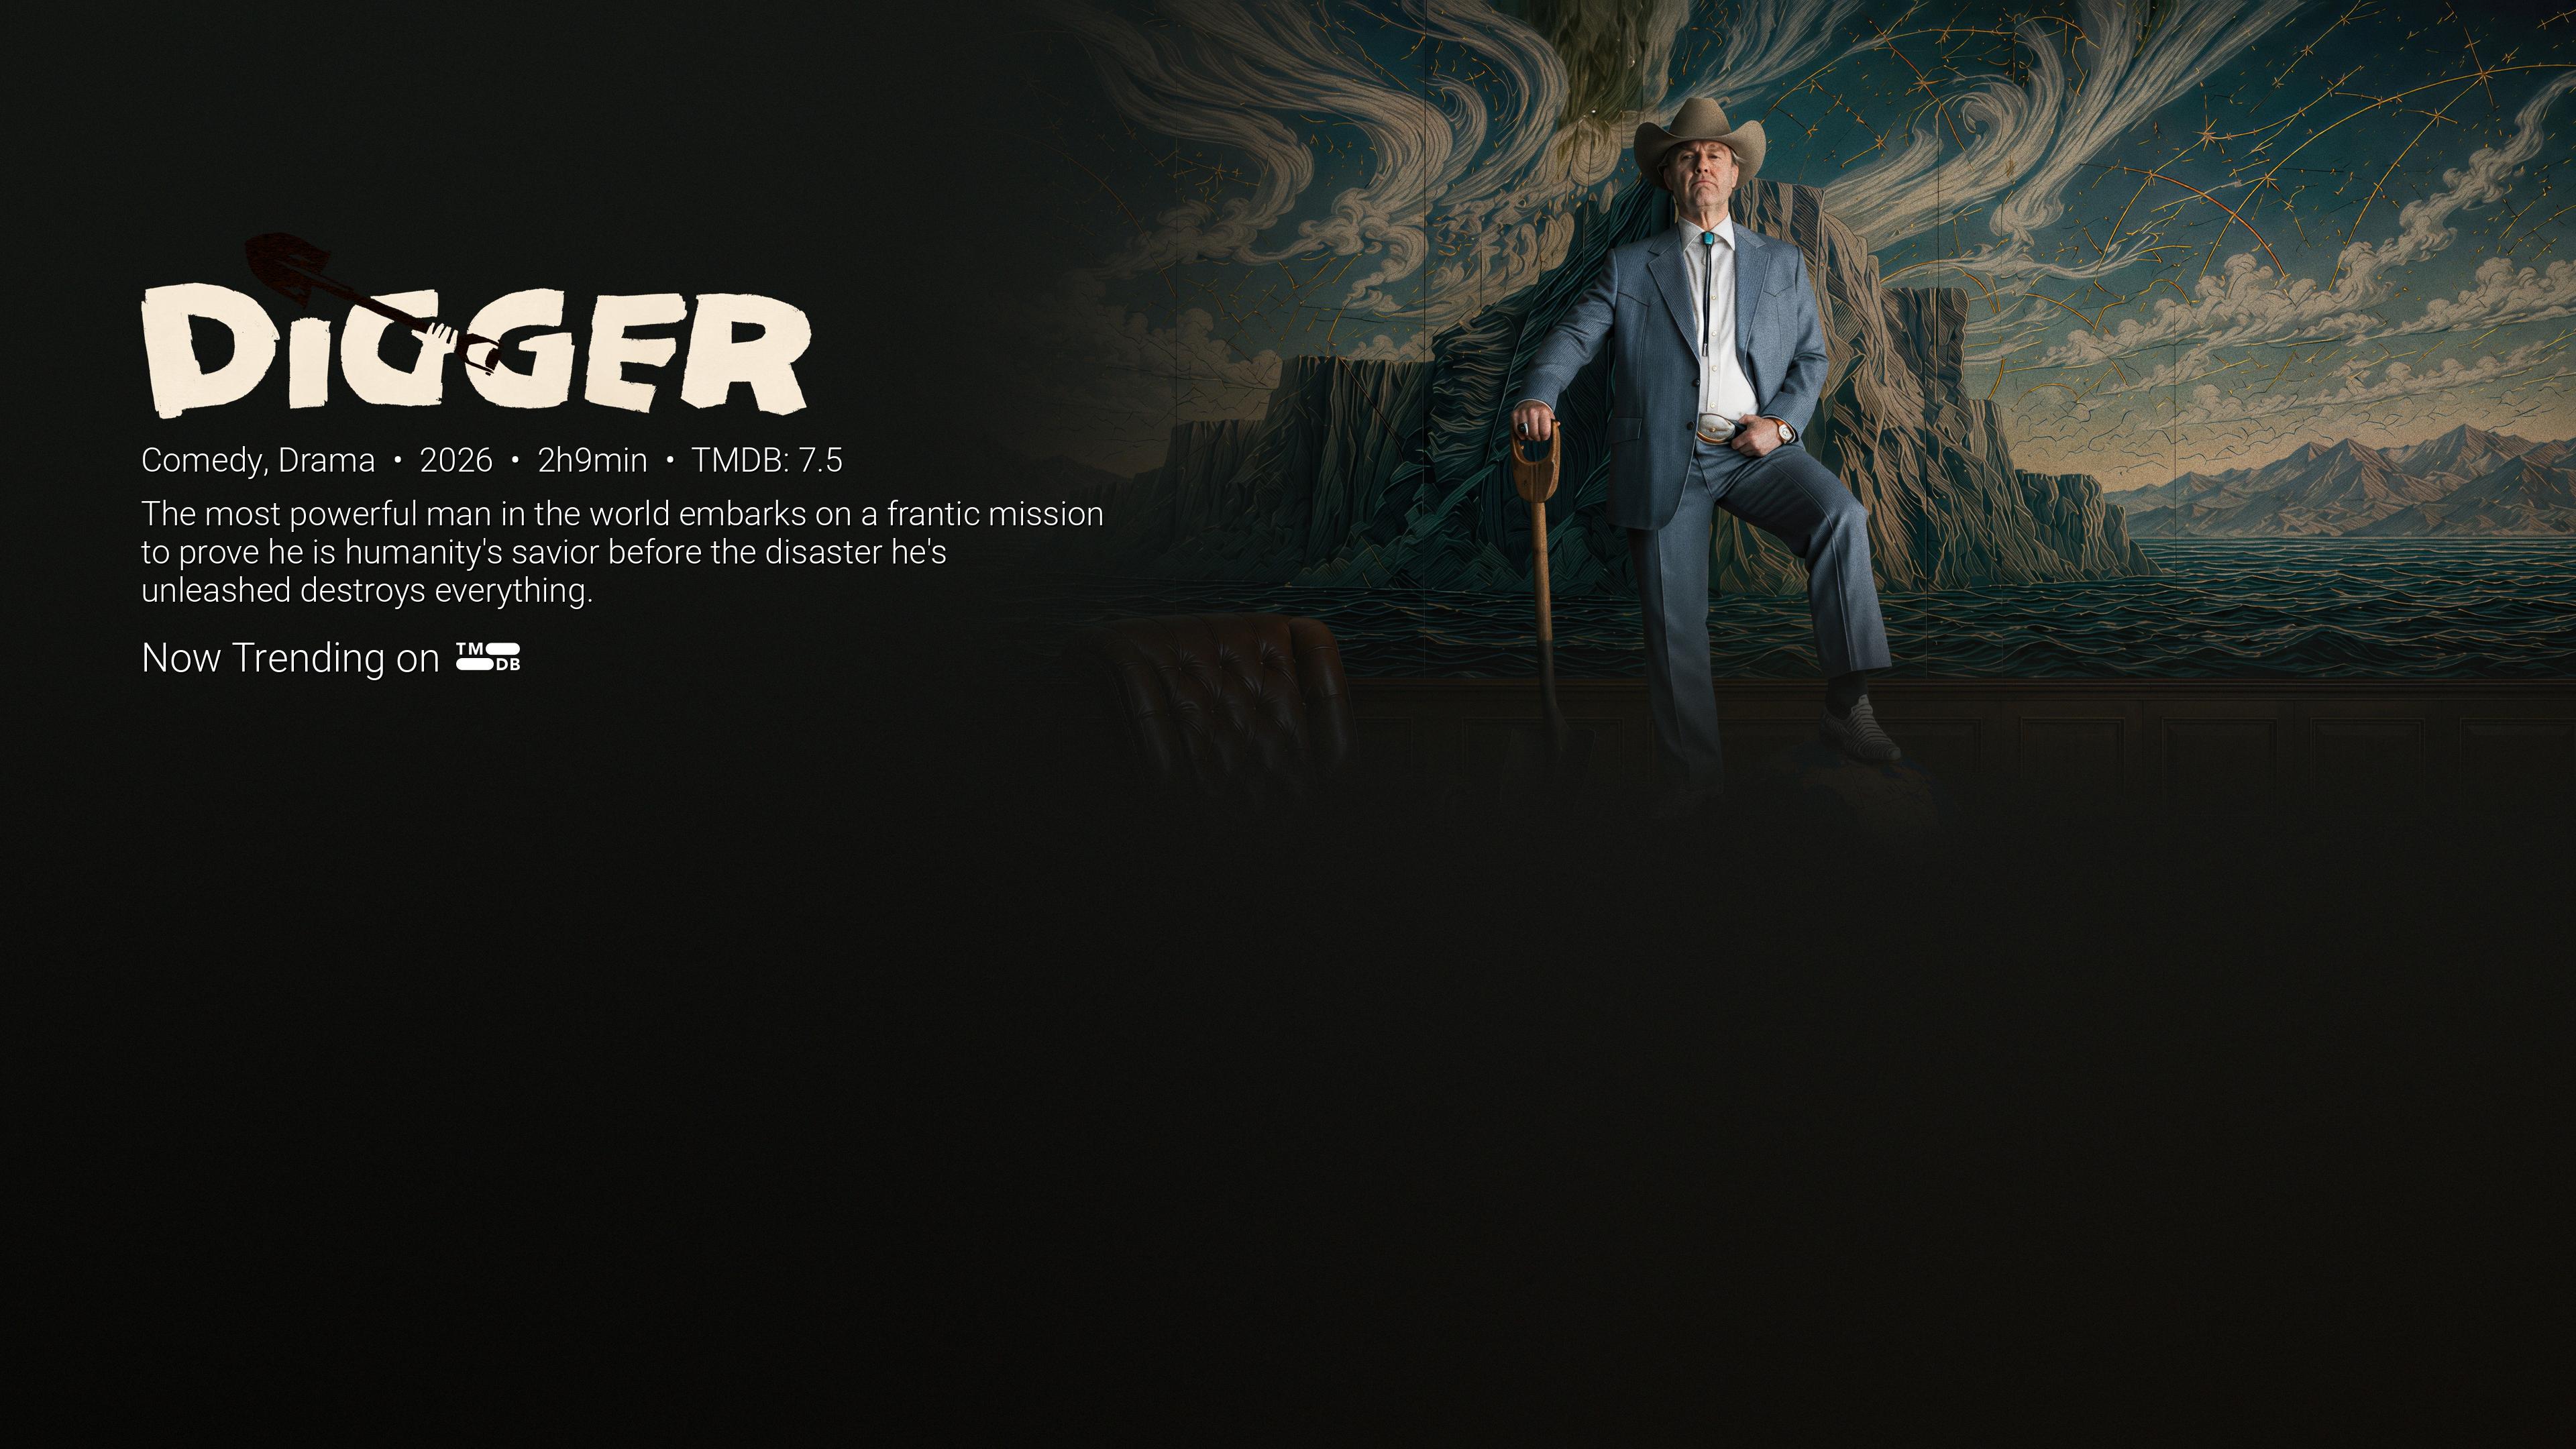 DiGGER
Comedy, Drama • 2026 • 2h9min • TMDB: 7.5
The most powerful man in the world embarks on a frantic mission
to prove he is humanity's savior before the disaster he's
unleashed destroys everything.
Now Trending on TMDB